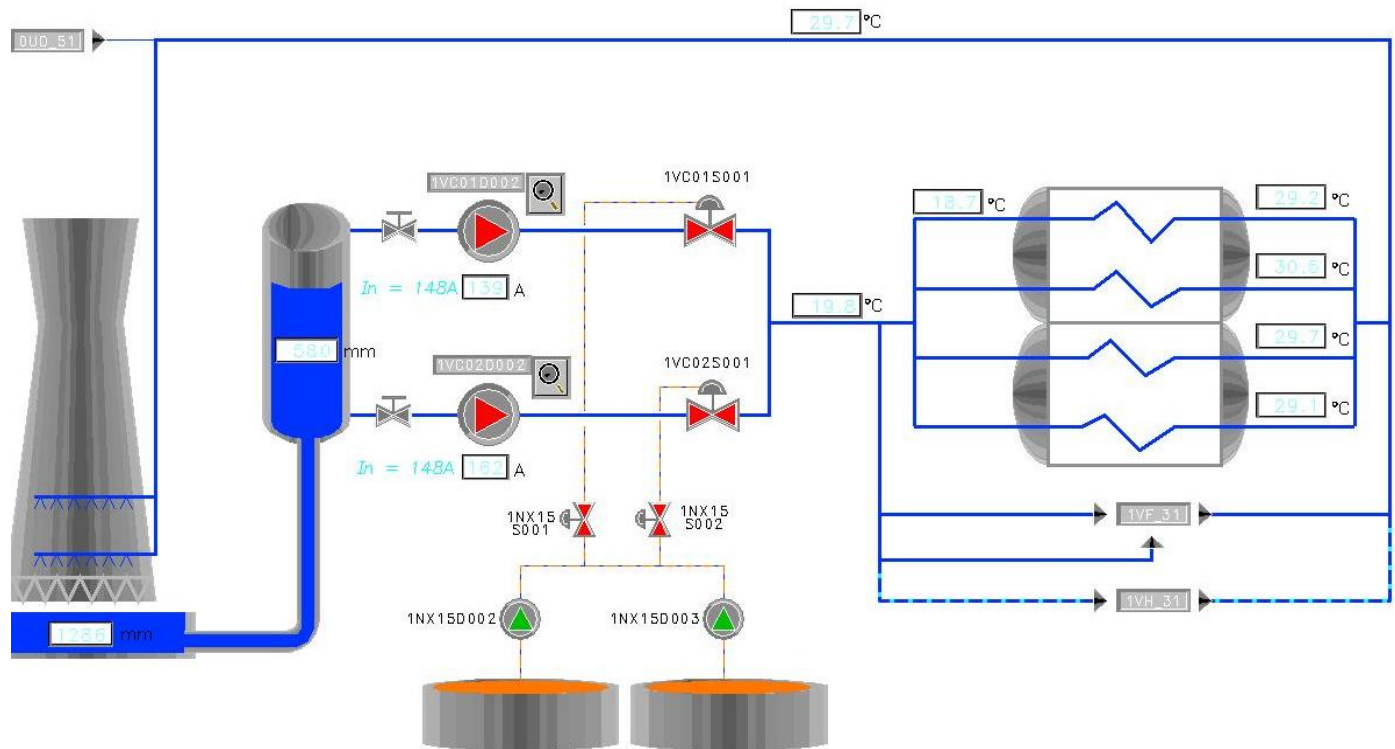 29.7 °C
0UD_51
1VC01D002
1VC01S001
18.7 °C
29.2 °C
In = 148A 139 A
30.5 °C
19.8 °C
580 mm
1VC02D002
1VC02S001
29.7 °C
29.1 °C
In = 148A 162 A
1NX15
S001
1NX15
S002
1VF_31
1VH_31
1NX15D002
1NX15D003
1286 mm